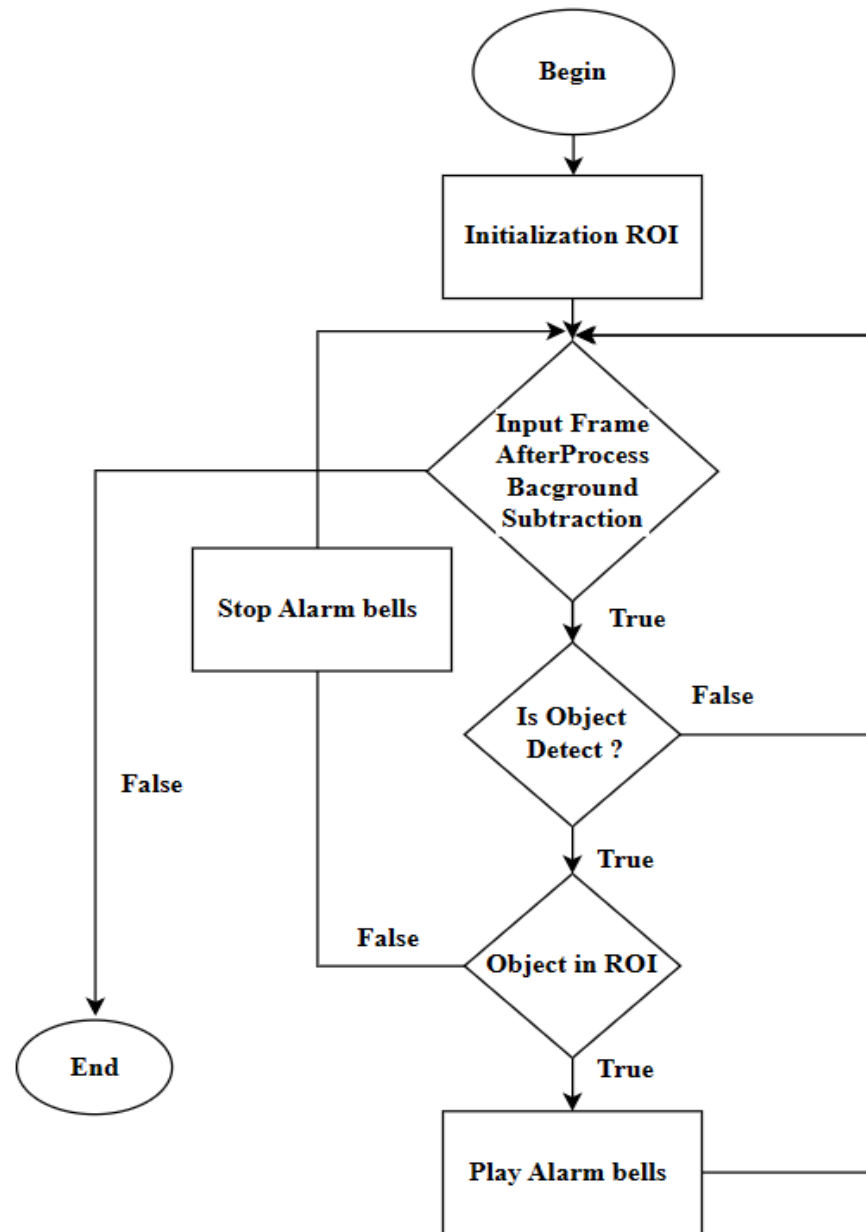 Begin
Initialization ROI
Input Frame
AfterProcess
Bacground
Subtraction
Stop Alarm bells
True
Is Object
Detect ?
False
False
True
False
Object in ROI
End
True
Play Alarm bells